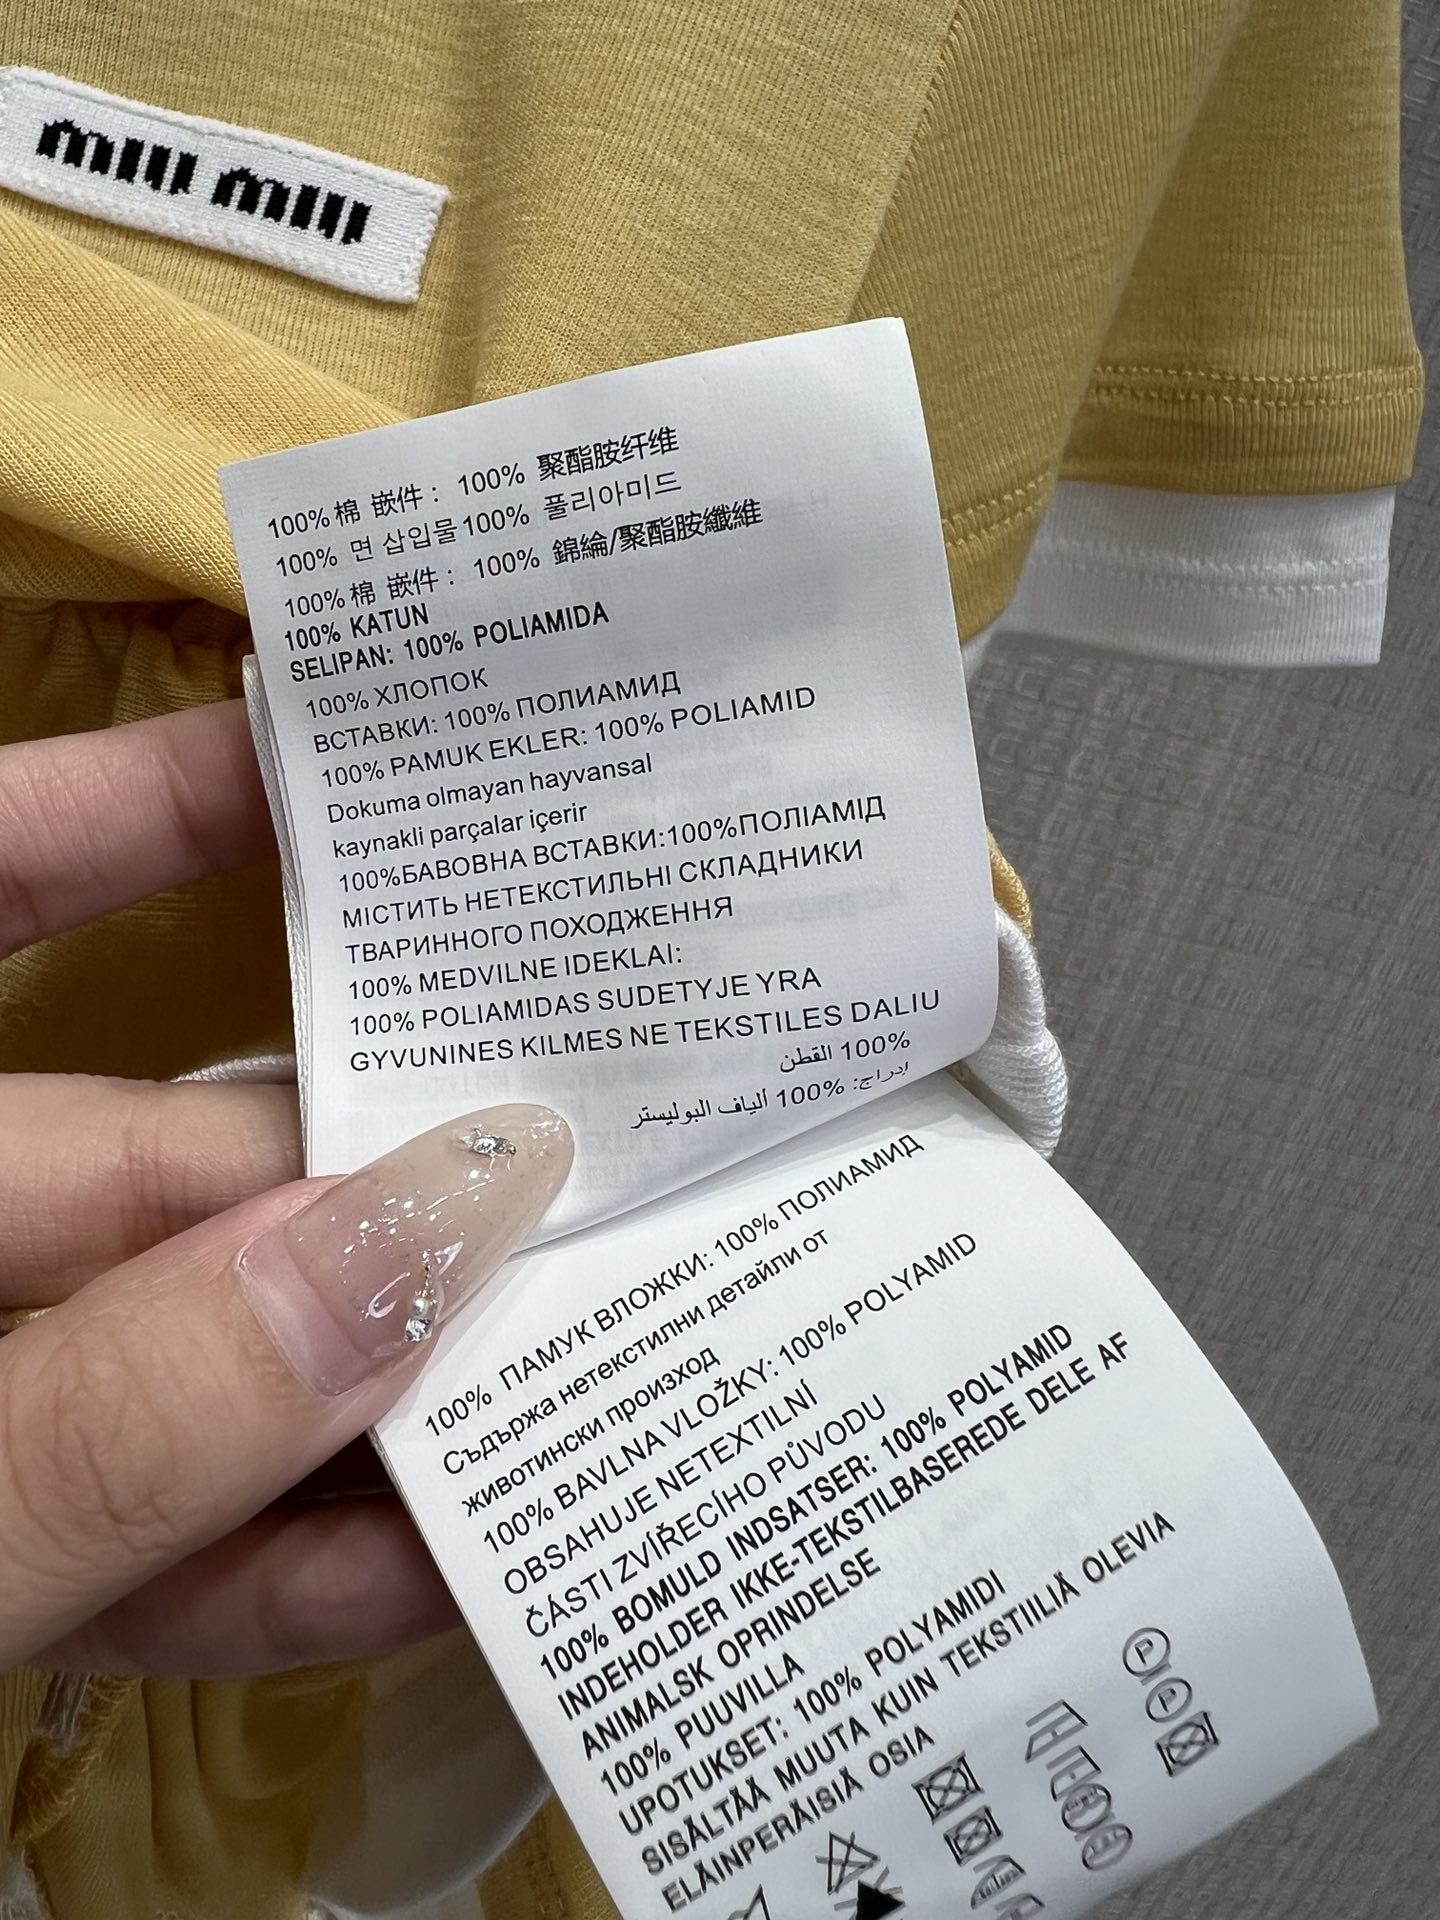 miu miu
100% 棉 嵌件： 100% 聚酯胺纤维
100% 면 삽입물 100% 폴리아미드
100% 棉 嵌件： 100% 錦綸/聚酯胺纖維
100% KATUN
SELIPAN: 100% POLIAMIDA
100% ХЛОПОК
ВСТАВКИ: 100% ПОЛИАМИД
100% PAMUK EKLER: 100% POLIAMID
Dokuma olmayan hayvansal
kaynakli parçalar içerir
100%БАВОВНА ВСТАВКИ:100%ПОЛІАМІД
МІСТИТЬ НЕТЕКСТИЛЬНІ СКЛАДНИКИ
ТВАРИННОГО ПОХОДЖЕННЯ
100% MEDVILNE IDEKLAI:
100% POLIAMIDAS SUDETYJE YRA
GYVUNINES KILMES NE TEKSTILES DALIU
100% القطن
إدراج: 100% ألياف البوليستر
100% ПАМУК ВЛОЖКИ: 100% ПОЛИАМИД
Съдържа нетекстилни детайли от
животински произход
100% BAVLNA VLOŽKY: 100% POLYAMID
OBSAHUJE NETEXTILNÍ
ČÁSTI ZVÍŘECÍHO PŮVODU
100% BOMULD INDSATSER: 100% POLYAMID
INDEHOLDER IKKE-TEKSTILBASEREDE DELE AF
ANIMALSK OPRINDELSE
100% PUUVILLA
UPOTUKSET: 100% POLYAMIDI
SISÄLTÄÄ MUUTA KUIN TEKSTIILIÄ OLEVIA
ELÄINPERÄISIÄ OSIA
P
P